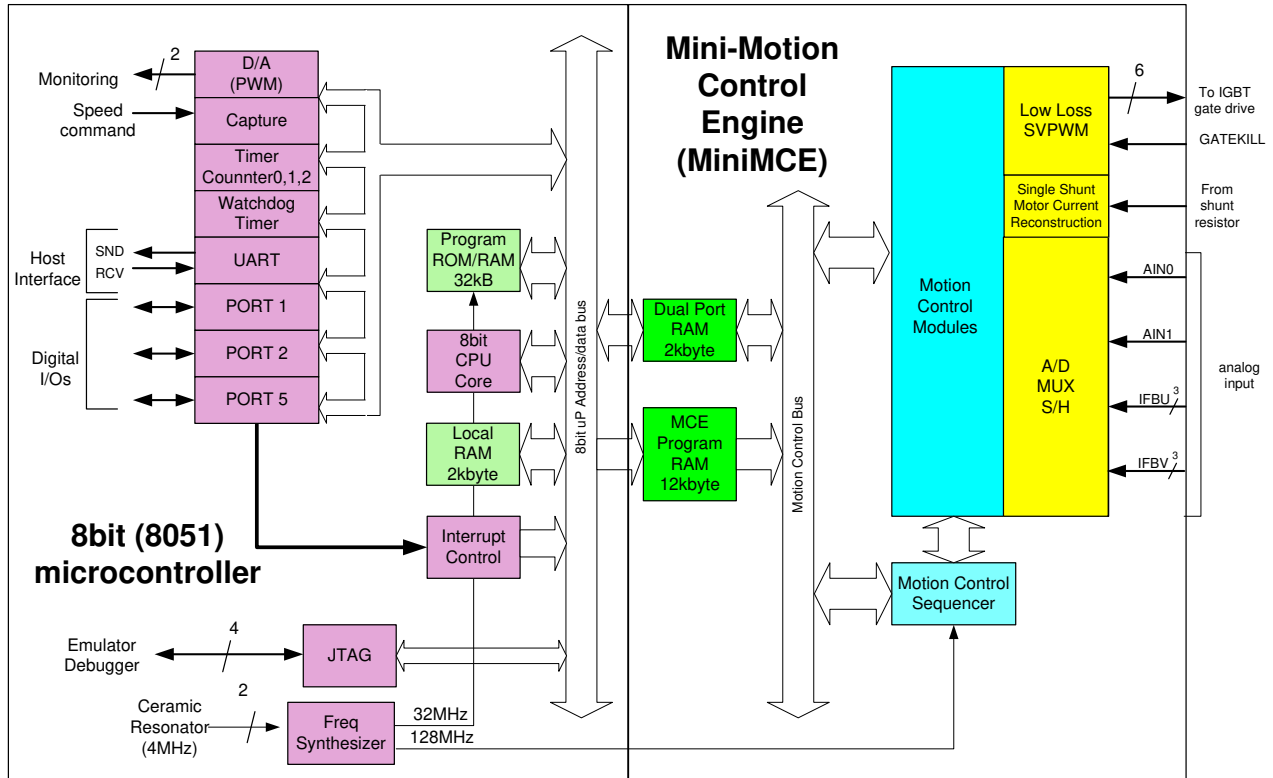 2
D/A
(PWM)
Monitoring
Speed
command
Capture
Timer
Counnter0,1,2
Watchdog
Timer
Host
Interface
SND
RCV
UART
PORT 1
Digital
I/Os
PORT 2
PORT 5
Program
ROM/RAM
32kB
8bit
CPU
Core
Local
RAM
2kbyte
Interrupt
Control
8bit (8051)
microcontroller
Emulator
Debugger
4
JTAG
Ceramic
Resonator
(4MHz)
2
Freq
Synthesizer
32MHz
128MHz
8bit uP Address/data bus
Mini-Motion
Control
Engine
(MiniMCE)
Dual Port
RAM
2kbyte
MCE
Program
RAM
12kbyte
Motion Control Bus
Motion
Control
Modules
Low Loss
SVPWM
Single Shunt
Motor Current
Reconstruction
A/D
MUX
S/H
Motion Control
Sequencer
6
To IGBT
gate drive
GATEKILL
From
shunt
resistor
AIN0
AIN1
IFBU 3
IFBV 3
analog
input